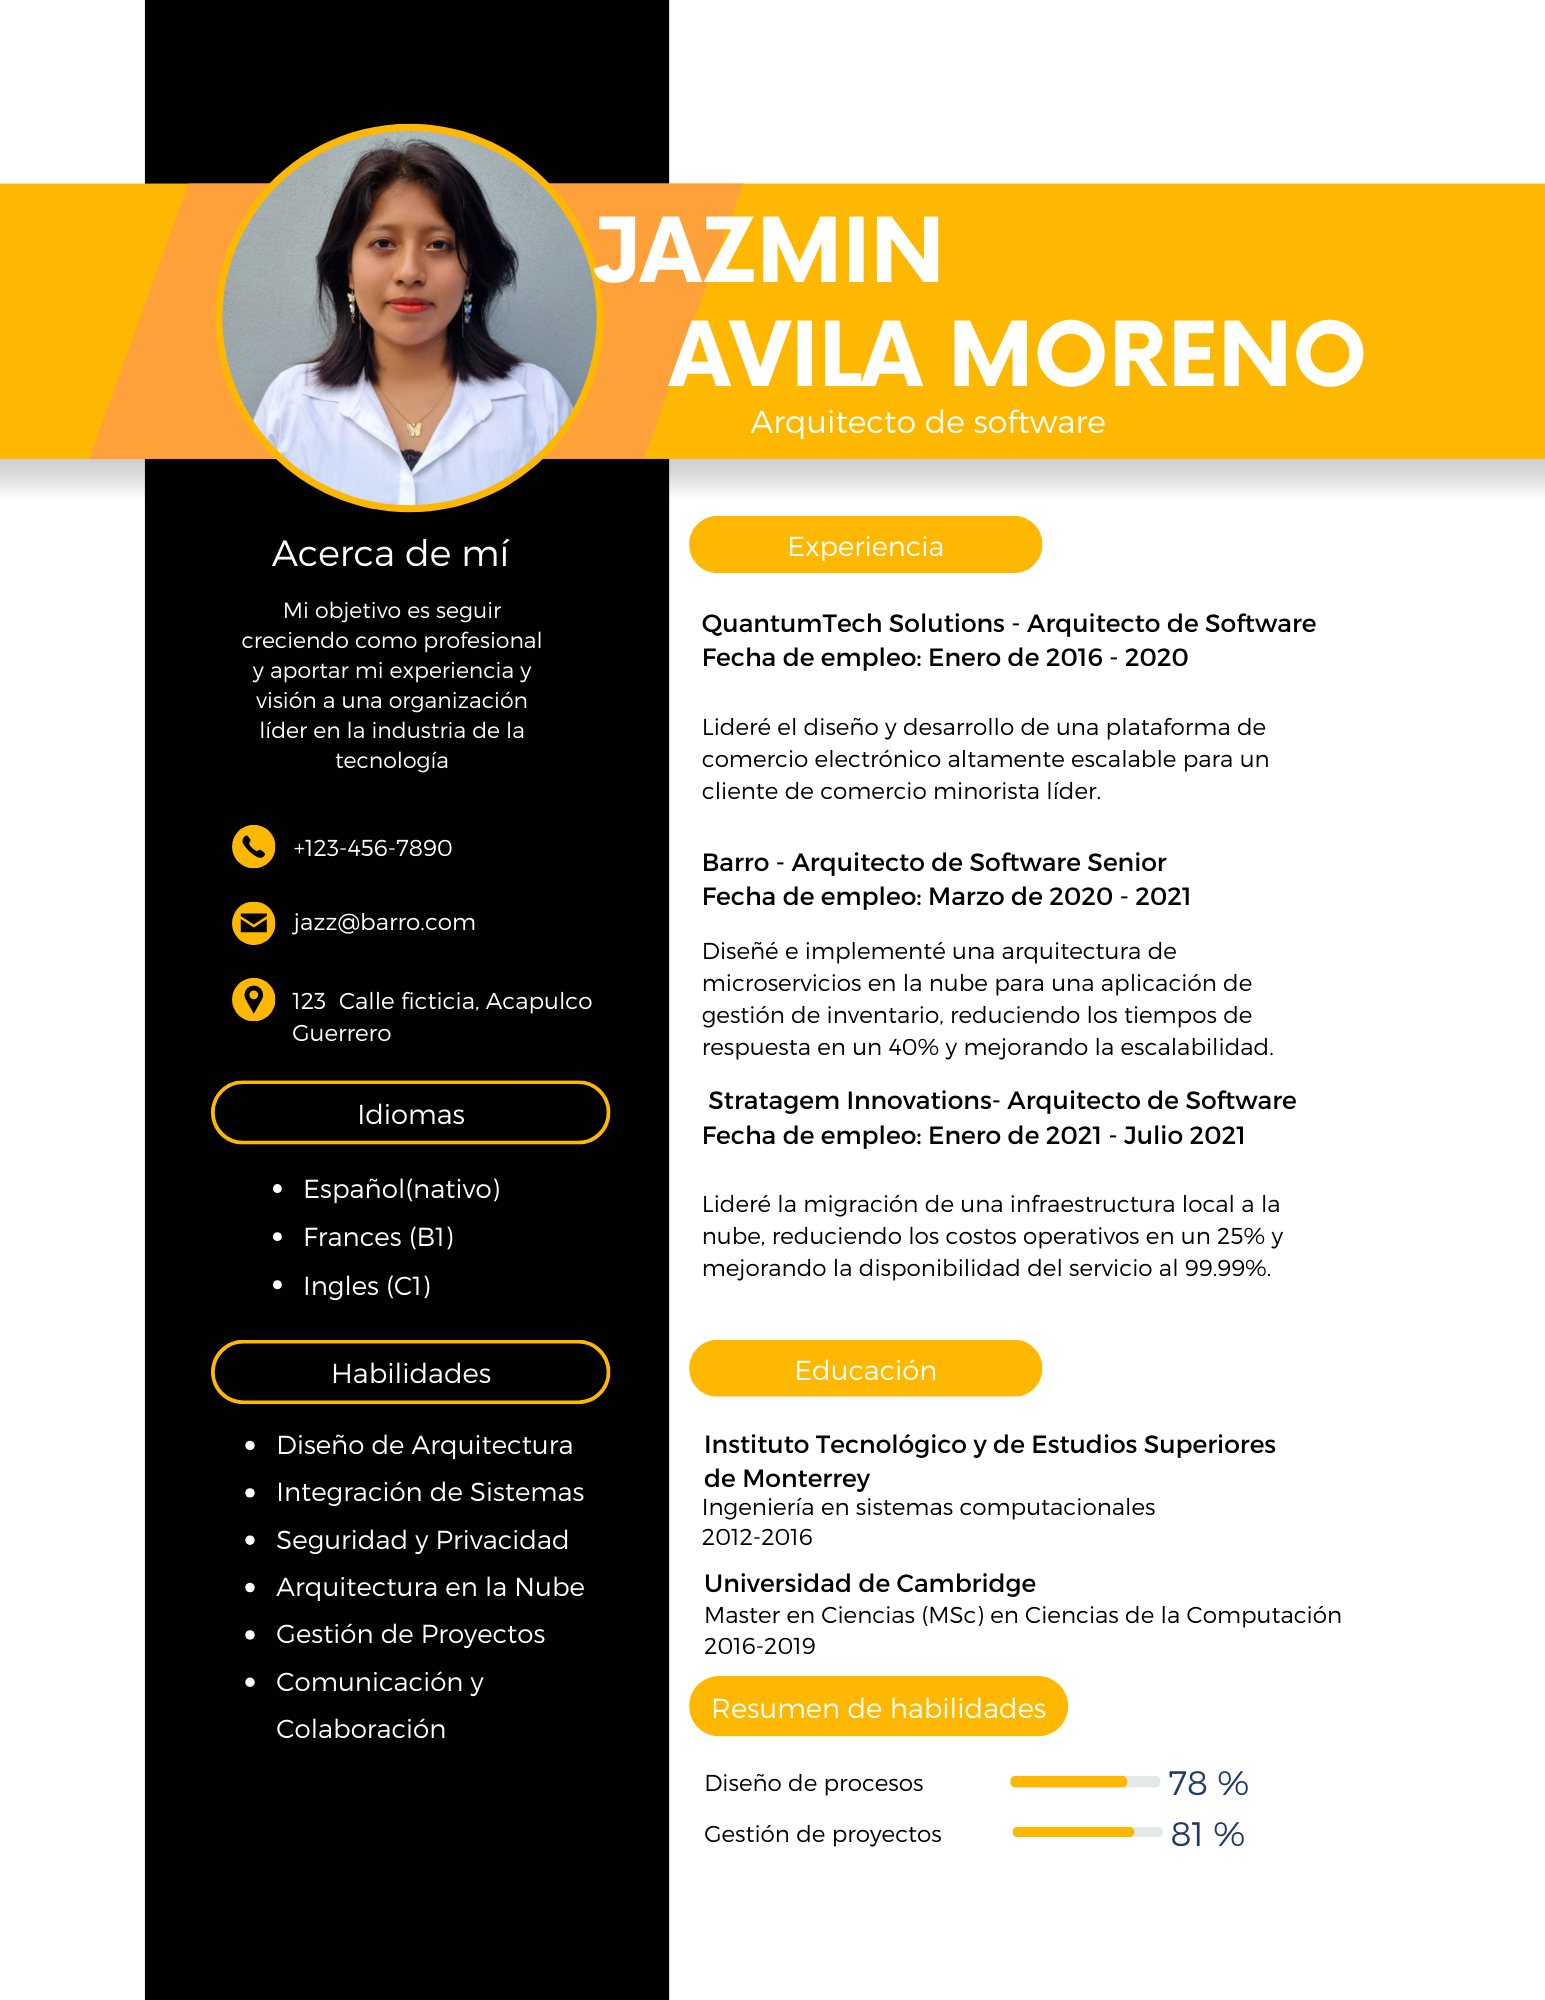 JAZMIN
AVILA MORENO
Arquitecto de software
Acerca de mí
Mi objetivo es seguir
creciendo como profesional
y aportar mi experiencia y
visión a una organización
líder en la industria de la
tecnología
+123-456-7890
jazz@barro.com
123  Calle ficticia, Acapulco
Guerrero
Idiomas
Español(nativo)
Frances (B1)
Ingles (C1)
Habilidades
Diseño de Arquitectura
Integración de Sistemas
Seguridad y Privacidad
Arquitectura en la Nube
Gestión de Proyectos
Comunicación y
Colaboración
Experiencia
QuantumTech Solutions - Arquitecto de Software
Fecha de empleo: Enero de 2016 - 2020
Lideré el diseño y desarrollo de una plataforma de
comercio electrónico altamente escalable para un
cliente de comercio minorista líder.
Barro - Arquitecto de Software Senior
Fecha de empleo: Marzo de 2020 - 2021
Diseñé e implementé una arquitectura de
microservicios en la nube para una aplicación de
gestión de inventario, reduciendo los tiempos de
respuesta en un 40% y mejorando la escalabilidad.
Stratagem Innovations- Arquitecto de Software
Fecha de empleo: Enero de 2021 - Julio 2021
Lideré la migración de una infraestructura local a la
nube, reduciendo los costos operativos en un 25% y
mejorando la disponibilidad del servicio al 99.99%.
Educación
Instituto Tecnológico y de Estudios Superiores
de Monterrey
Ingeniería en sistemas computacionales
2012-2016
Universidad de Cambridge
Master en Ciencias (MSc) en Ciencias de la Computación
2016-2019
Resumen de habilidades
Diseño de procesos 78 %
Gestión de proyectos 81 %